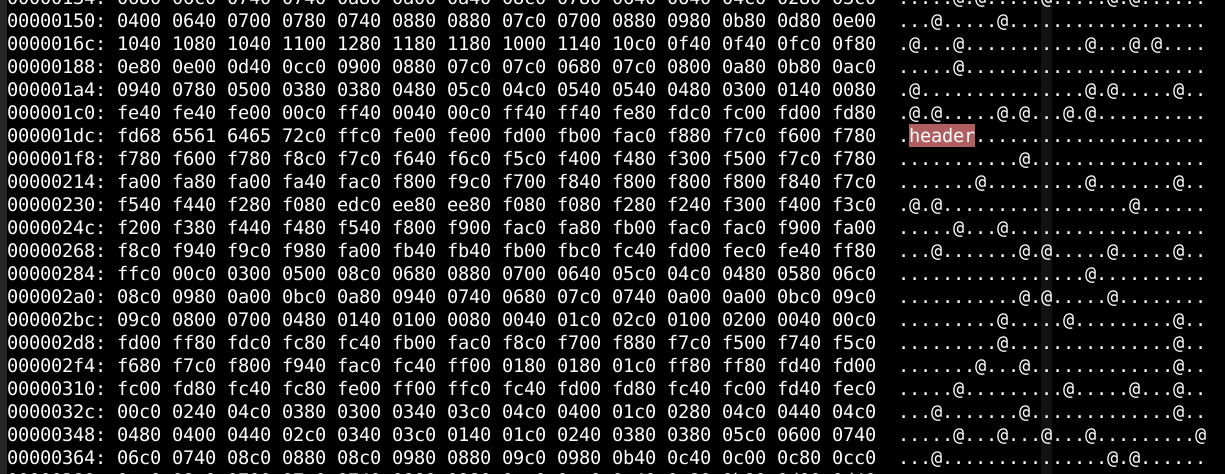 00000150: 0400 0640 0700 0780 0740 0880 0880 07c0 0700 0880 0980 0b80 0d80 0e00 ...@.....@..................
0000016c: 1040 1080 1040 1100 1280 1180 1180 1000 1140 10c0 0f40 0f40 0fc0 0f80 .@...@...........@...@.@....
00000188: 0e80 0e00 0d40 0cc0 0900 0880 07c0 07c0 0680 07c0 0800 0a80 0b80 0ac0 .....@......................
000001a4: 0940 0780 0500 0380 0380 0480 05c0 04c0 0540 0540 0480 0300 0140 0080 .@...............@.@.....@..
000001c0: fe40 fe40 fe00 00c0 ff40 0040 00c0 ff40 ff40 fe80 fdc0 fc00 fd00 fd80 .@.@.....@.@...@.@..........
000001dc: fd68 6561 6465 72c0 ffc0 fe00 fe00 fd00 fb00 fac0 f880 f7c0 f600 f780 .header.....................
000001f8: f780 f600 f780 f8c0 f7c0 f640 f6c0 f5c0 f400 f480 f300 f500 f7c0 f780 ...........@................
00000214: fa00 fa80 fa00 fa40 fac0 f800 f9c0 f700 f840 f800 f800 f800 f840 f7c0 .......@.........@.......@..
00000230: f540 f440 f280 f080 edc0 ee80 ee80 f080 f080 f280 f240 f300 f400 f3c0 .@.@.................@......
0000024c: f200 f380 f440 f480 f540 f800 f900 fac0 fa80 fb00 fac0 fac0 f900 fa00 .....@...@..................
00000268: f8c0 f940 f9c0 f980 fa00 fb40 fb40 fb00 fbc0 fc40 fd00 fec0 fe40 ff80 ...@.......@.@.....@.....@..
00000284: ffc0 00c0 0300 0500 08c0 0680 0880 0700 0640 05c0 04c0 0480 0580 06c0 .................@..........
000002a0: 08c0 0980 0a00 0bc0 0a80 0940 0740 0680 07c0 0740 0a00 0a00 0bc0 09c0 ...........@.@.....@........
000002bc: 09c0 0800 0700 0480 0140 0100 0080 0040 01c0 02c0 0100 0200 0040 00c0 .........@.....@.........@..
000002d8: fd00 ff80 fdc0 fc80 fc40 fb00 fac0 f8c0 f700 f880 f7c0 f500 f740 f5c0 .........@...............@..
000002f4: f680 f7c0 f800 f940 fac0 fc40 ff00 0180 0180 01c0 ff80 ff80 fd40 fd00 .......@...@.............@..
00000310: fc00 fd80 fc40 fc80 fe00 ff00 ffc0 fc40 fd00 fd80 fc40 fc00 fd40 fec0 .....@.........@.....@...@..
0000032c: 00c0 0240 04c0 0380 0300 0340 03c0 04c0 0400 01c0 0280 04c0 0440 04c0 ...@.......@.............@..
00000348: 0480 0400 0440 02c0 0340 03c0 0140 01c0 0240 0380 0380 05c0 0600 0740 .....@...@...@...@.........@
00000364: 06c0 0740 08c0 0880 08c0 0980 0880 09c0 0980 0b40 0c40 0c00 0c80 0cc0 ...@...............@.@......